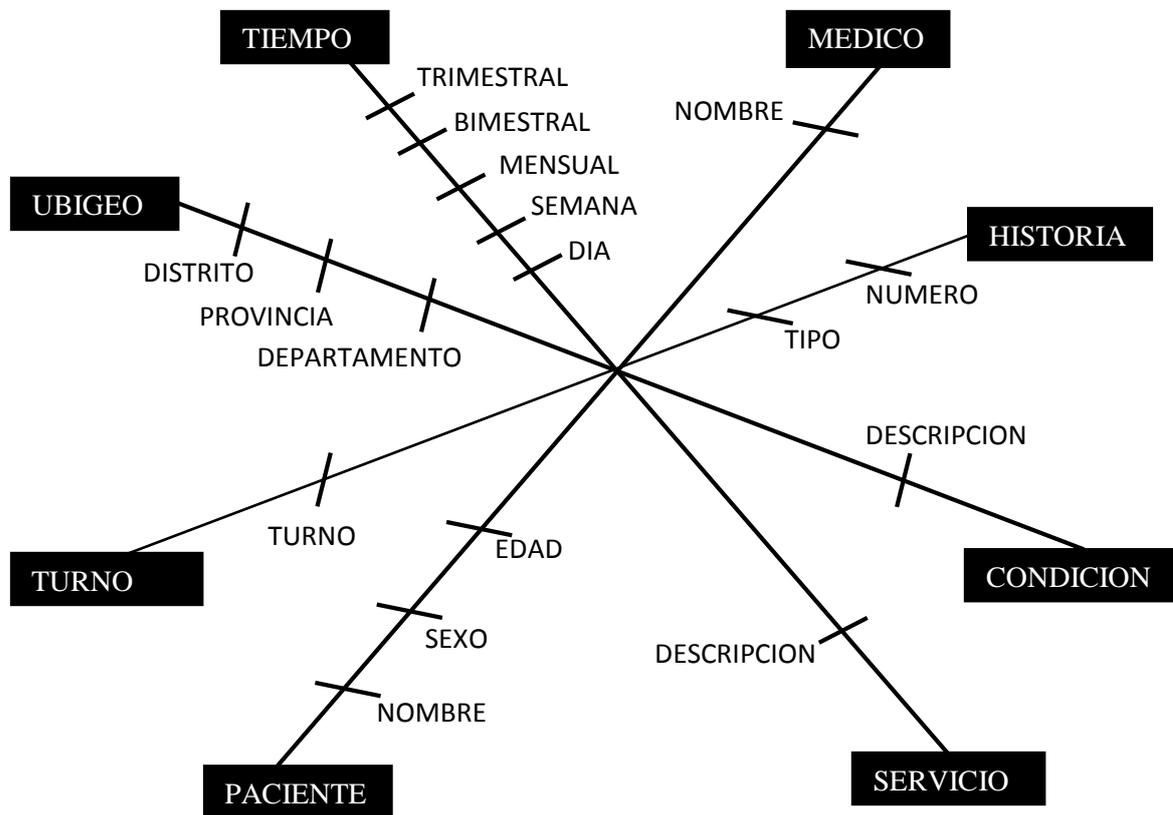 TIEMPO
MEDICO
TRIMESTRAL
NOMBRE
BIMESTRAL
MENSUAL
UBIGEO
SEMANA
HISTORIA
DIA
DISTRITO
NUMERO
PROVINCIA
TIPO
DEPARTAMENTO
DESCRIPCION
TURNO
EDAD
TURNO
CONDICION
SEXO
DESCRIPCION
NOMBRE
SERVICIO
PACIENTE